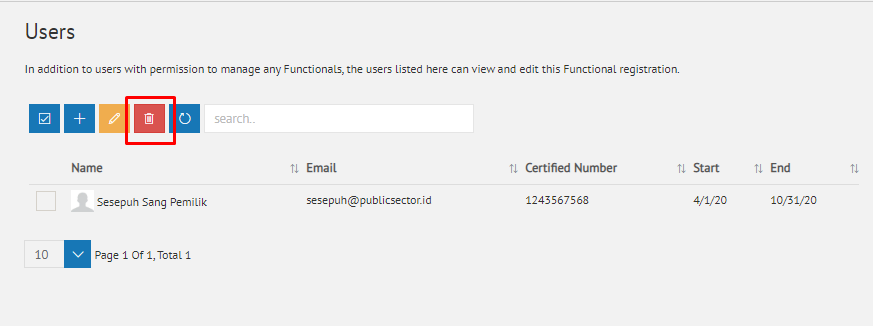 Users
In addition to users with permission to manage any Functionals, the users listed here can view and edit this Functional registration.
search..
Name Email Certified Number Start End
Sesepuh Sang Pemilik sesepuh@publicsector.id 1243567568 4/1/20 10/31/20
10 Page 1 Of 1, Total 1